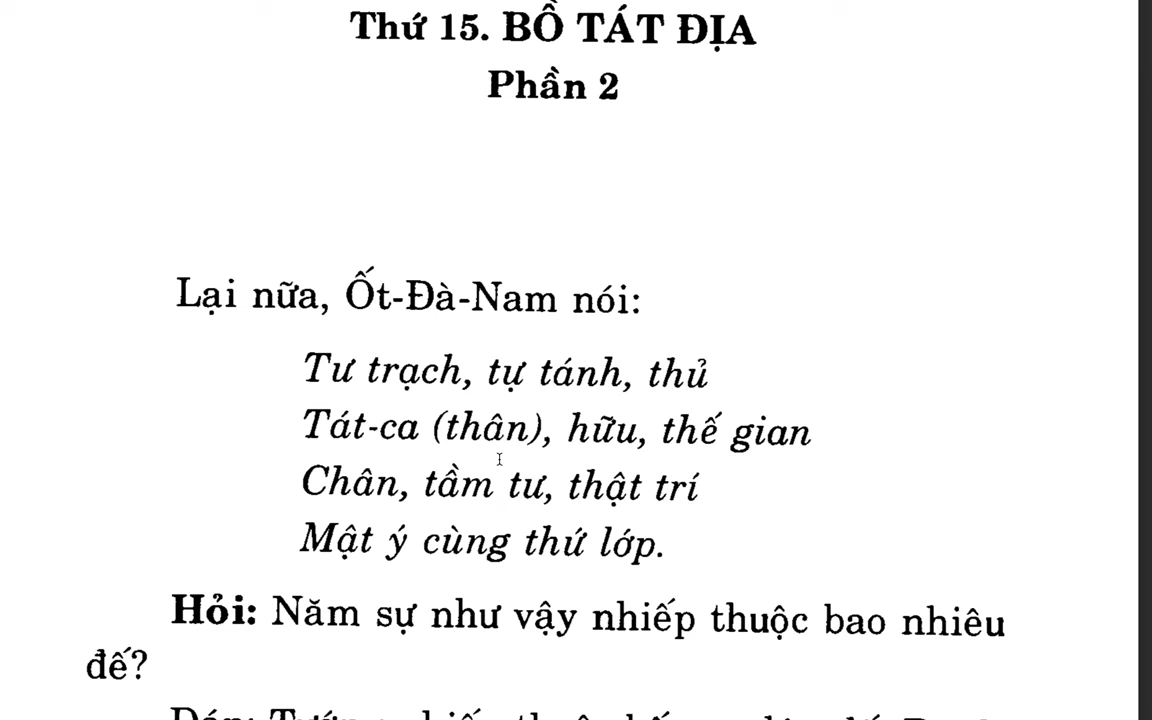 Thứ 15. BỒ TÁT ĐỊA
Phần 2
Lại nữa, Ốt-Đà-Nam nói:
Tư trạch, tự tánh, thủ
Tát-ca (thân), hữu, thế gian
Chân, tầm tư, thật trí
Mật ý cùng thứ lớp.
Hỏi: Năm sự như vậy nhiếp thuộc bao nhiêu
đế?